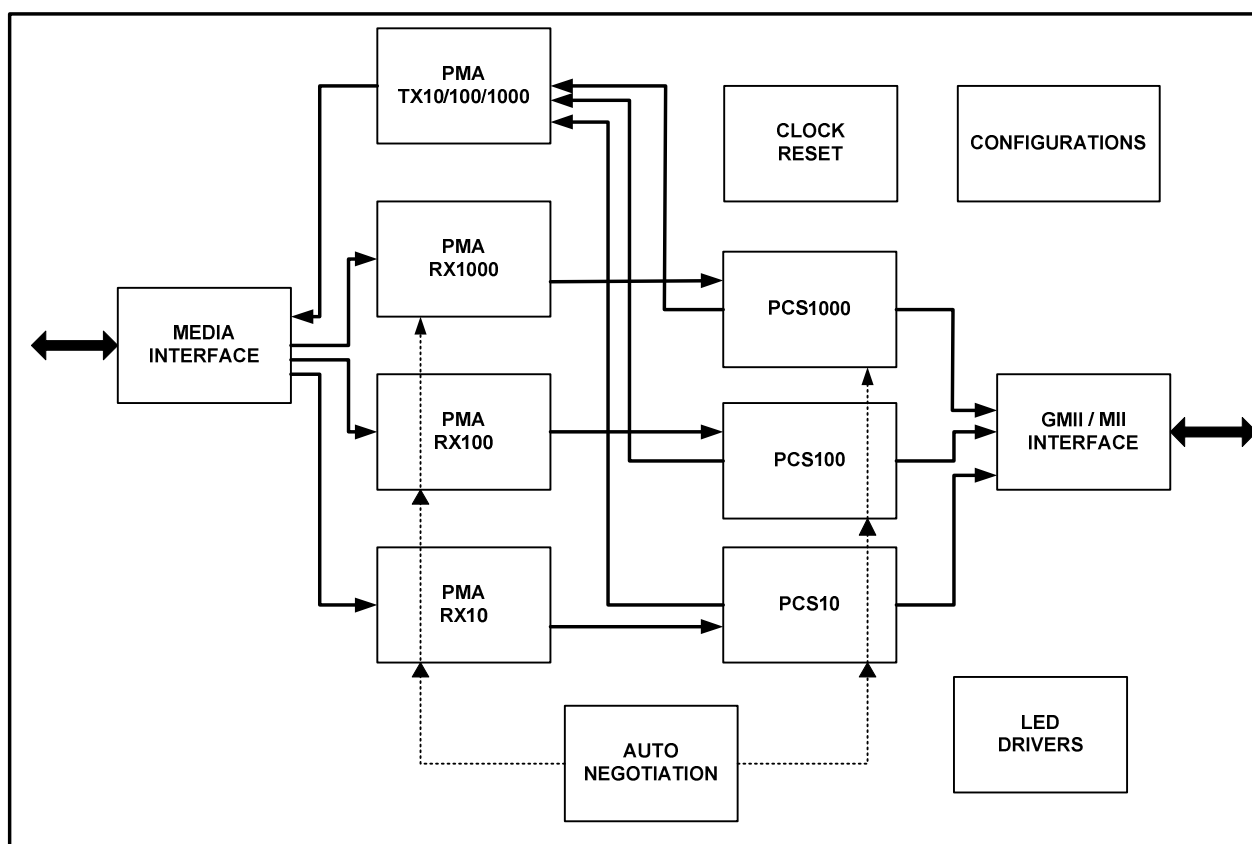 PMA
TX10/100/1000
CLOCK
RESET
CONFIGURATIONS
PMA
RX1000
PCS1000
MEDIA
INTERFACE
PMA
RX100
PCS100
GMII / MII
INTERFACE
PMA
RX10
PCS10
LED
DRIVERS
AUTO
NEGOTIATION